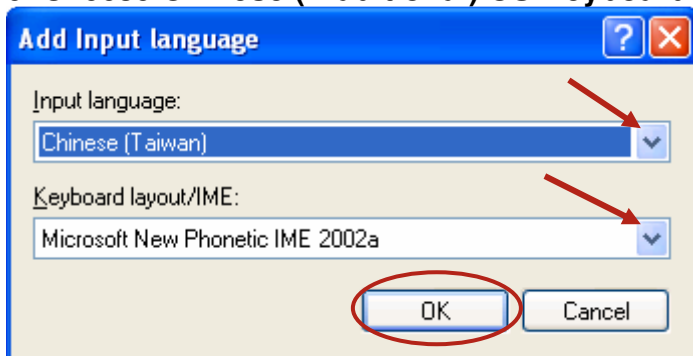 Add Input language
Input language:
Chinese (Taiwan)
Keyboard layout/IME:
Microsoft New Phonetic IME 2002a
OK Cancel